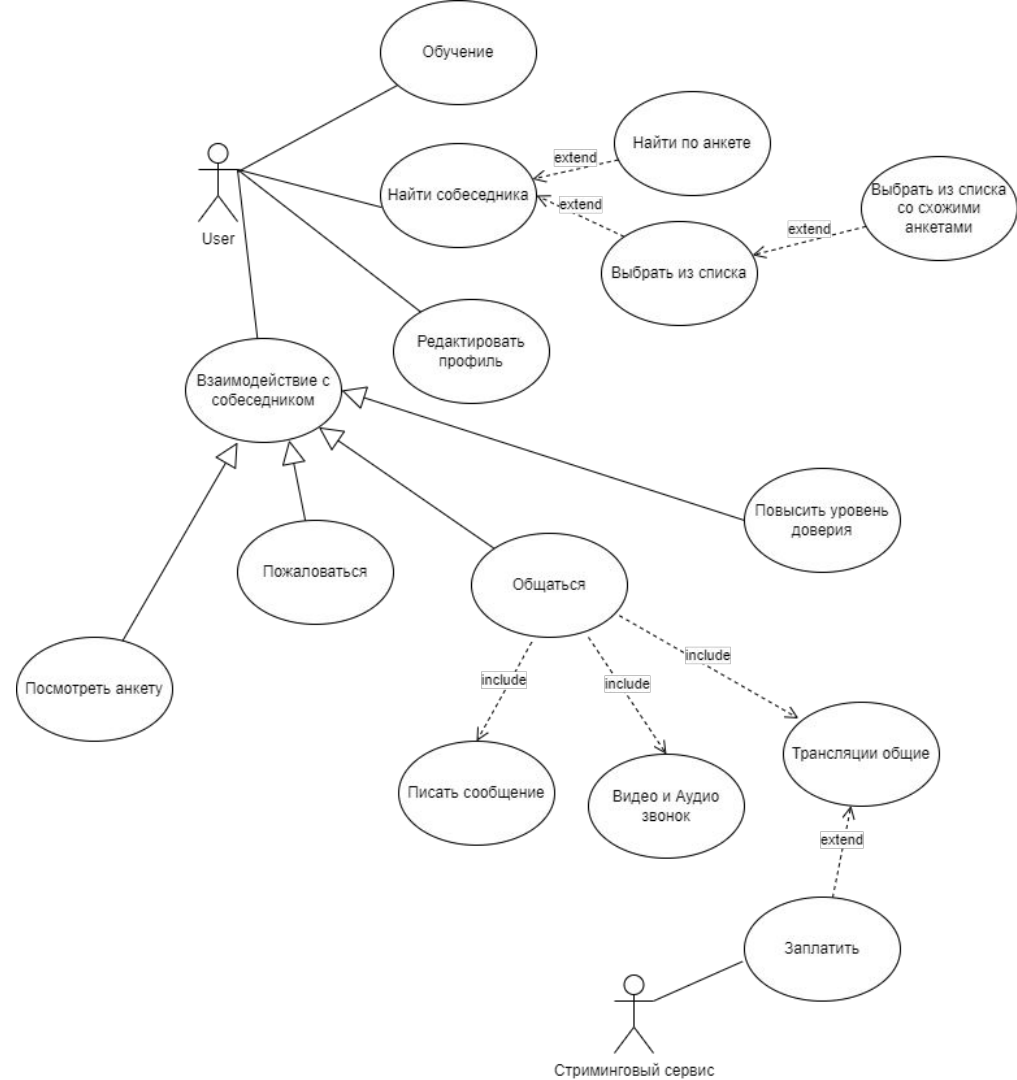 Обучение
Найти по анкете
extend
Выбрать из списка
со схожими
анкетами
Найти собеседника
extend
extend
User
Выбрать из списка
Редактировать
профиль
Взаимодействие с
собеседником
Повысить уровень
доверия
Пожаловаться
Общаться
include
include
include
Посмотреть анкету
Трансляции общие
Писать сообщение
Видео и Аудио
звонок
extend
Заплатить
Стриминговый сервис